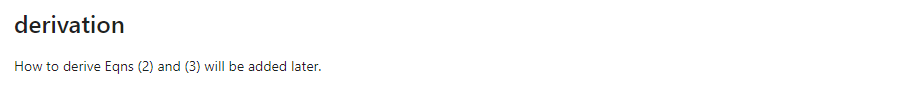 derivation
How to derive Eqns (2) and (3) will be added later.